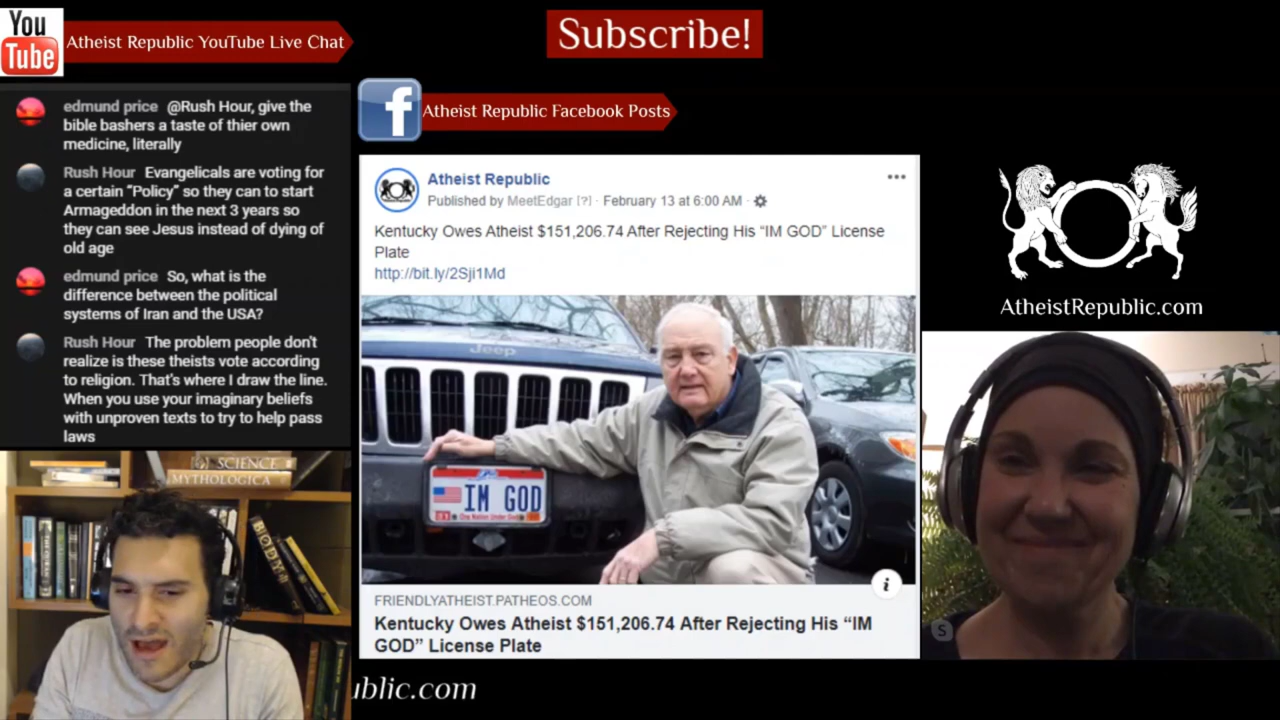 You
Tube
Atheist Republic YouTube Live Chat
Subscribe!
edmund price @Rush Hour, give the
bible bashers a taste of thier own
medicine, literally
Rush Hour Evangelicals are voting for
a certain "Policy" so they can to start
Armageddon in the next 3 years so
they can see Jesus instead of dying of
old age
edmund price So, what is the
difference between the political
systems of Iran and the USA?
Rush Hour The problem people don't
realize is these theists vote according
to religion. That's where I draw the line.
When you use your imaginary beliefs
with unproven texts to try to help pass
laws
f
Atheist Republic Facebook Posts
Atheist Republic
Published by MeetEdgar [?] · February 13 at 6:00 AM ·
Kentucky Owes Atheist $151,206.74 After Rejecting His “IM GOD” License
Plate
http://bit.ly/2Sji1Md
Jeep
IM GOD
One Nation Under God
i
FRIENDLYATHEIST.PATHEOS.COM
Kentucky Owes Atheist $151,206.74 After Rejecting His “IM
GOD” License Plate
AtheistRepublic.com
S
SCIENCE
MYTHOLOGICA
BODY
ublic.com